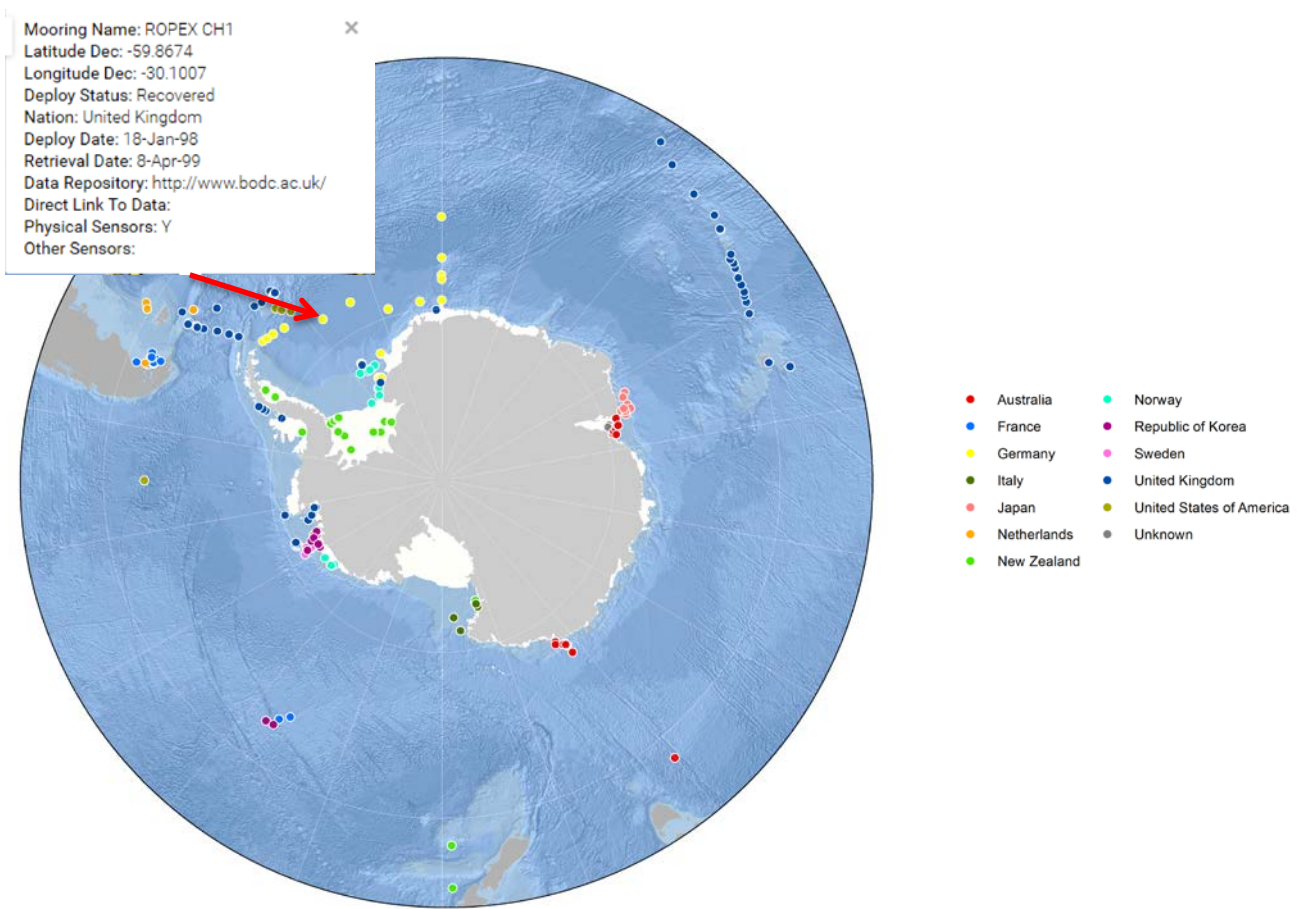 Mooring Name: ROPEX CH1
Latitude Dec: -59.8674
Longitude Dec: -30.1007
Deploy Status: Recovered
Nation: United Kingdom
Deploy Date: 18-Jan-98
Retrieval Date: 8-Apr-99
Data Repository: http://www.bodc.ac.uk/
Direct Link To Data:
Physical Sensors: Y
Other Sensors:
Australia
France
Germany
Italy
Japan
Netherlands
New Zealand
Norway
Republic of Korea
Sweden
United Kingdom
United States of America
Unknown